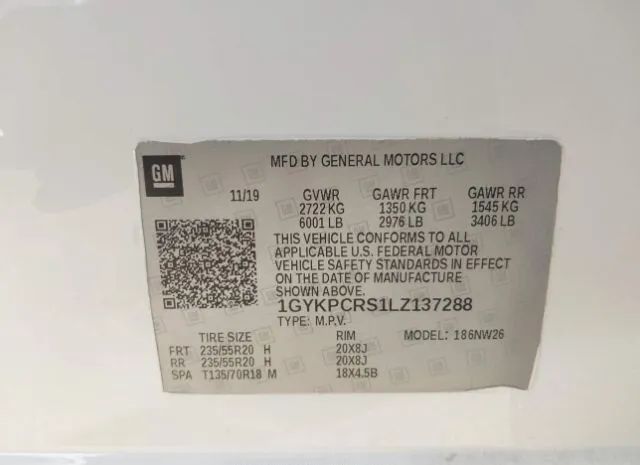 GM
MFD BY GENERAL MOTORS LLC
11/19 GVWR GAWR FRT GAWR RR
2722 KG 1350 KG 1545 KG
6001 LB 2976 LB 3406 LB
THIS VEHICLE CONFORMS TO ALL
APPLICABLE U.S. FEDERAL MOTOR
VEHICLE SAFETY STANDARDS IN EFFECT
ON THE DATE OF MANUFACTURE
SHOWN ABOVE.
1GYKPCRS1LZ137288
TYPE: M.P.V.
TIRE SIZE RIM MODEL: 186NW26
FRT 235/55R20 H 20X8J
RR 235/55R20 H 20X8J
SPA T135/70R18 M 18X4.5B